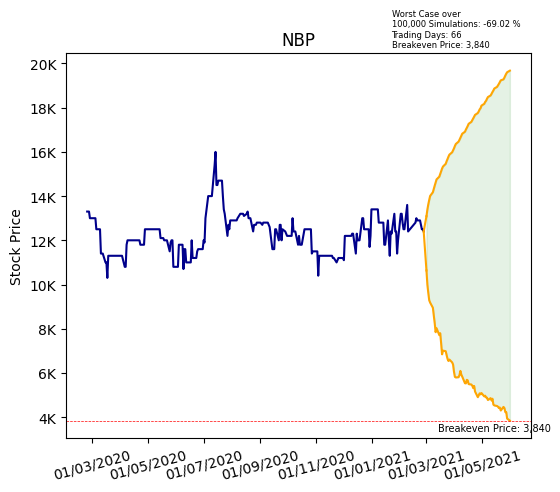 Worst Case over
100,000 Simulations: -69.02 %
Trading Days: 66
Breakeven Price: 3,840
NBP
Stock Price
20K
18K
16K
14K
12K
10K
8K
6K
4K
Breakeven Price: 3,840
01/03/2020
01/05/2020
01/07/2020
01/09/2020
01/11/2020
01/01/2021
01/03/2021
01/05/2021